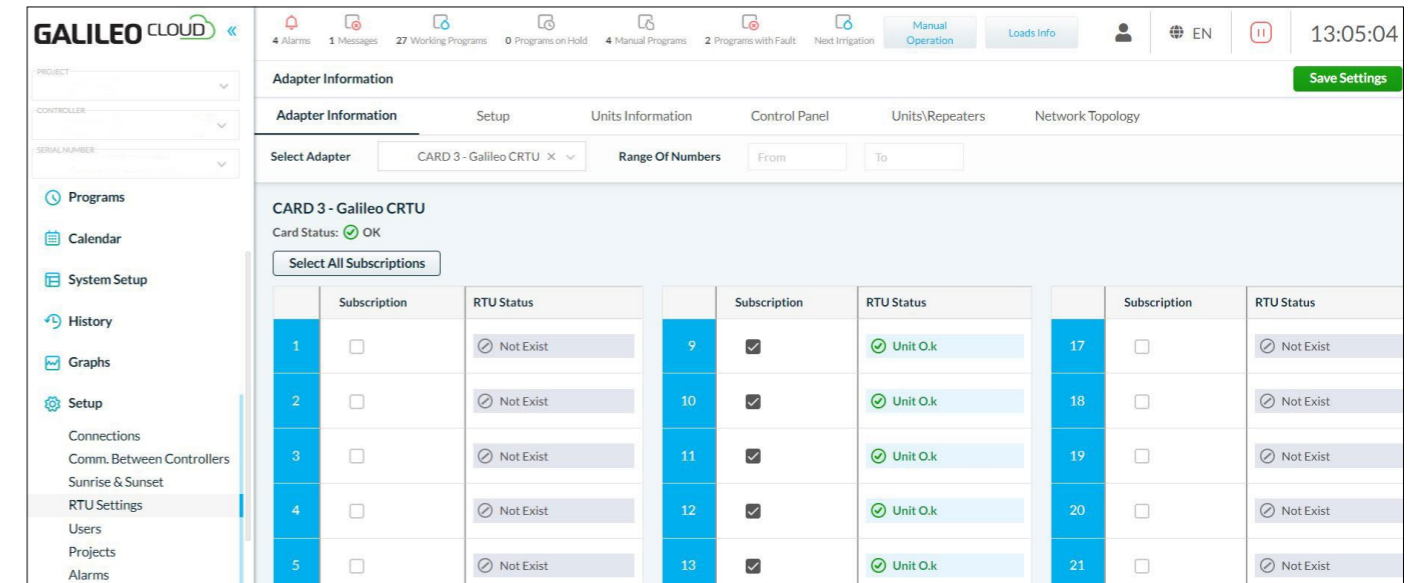 GALILEO CLOUD «
4 Alarms 1 Messages 27 Working Programs 0 Programs on Hold 4 Manual Programs 2 Programs with Fault Next Irrigation Manual Operation Loads Info EN 13:05:04
PROJECT
CONTROLLER
SERIAL NUMBER
Programs
Calendar
System Setup
History
Graphs
Setup
Connections
Comm. Between Controllers
Sunrise & Sunset
RTU Settings
Users
Projects
Alarms
Adapter Information Save Settings
Adapter Information Setup Units Information Control Panel Units\Repeaters Network Topology
Select Adapter CARD 3 - Galileo CRTU × Range Of Numbers From To
CARD 3 - Galileo CRTU
Card Status: OK
Select All Subscriptions
Subscription RTU Status Subscription RTU Status Subscription RTU Status
1 Not Exist 9 Unit O.k 17 Not Exist
2 Not Exist 10 Unit O.k 18 Not Exist
3 Not Exist 11 Unit O.k 19 Not Exist
4 Not Exist 12 Unit O.k 20 Not Exist
5 Not Exist 13 Unit O.k 21 Not Exist